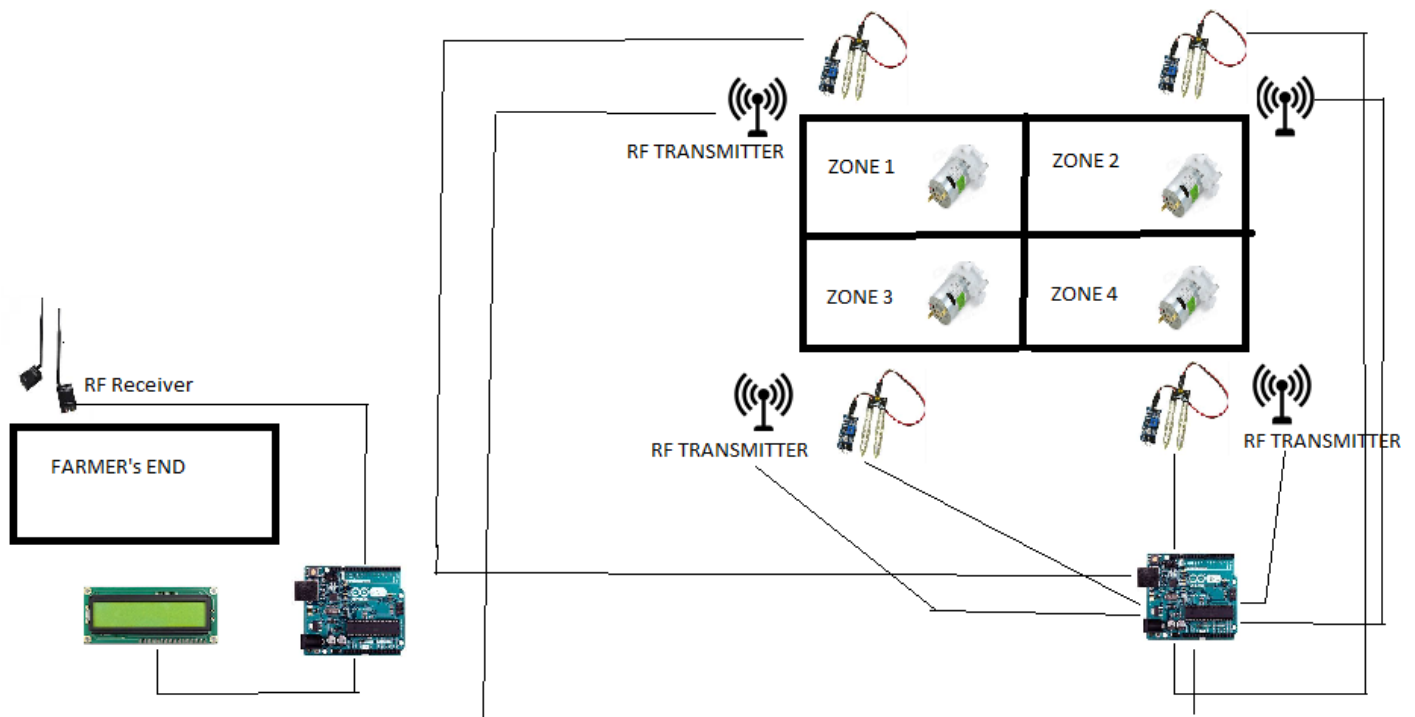 RF TRANSMITTER
ZONE 1
ZONE 2
ZONE 3
ZONE 4
RF Receiver
FARMER's END
RF TRANSMITTER
RF TRANSMITTER